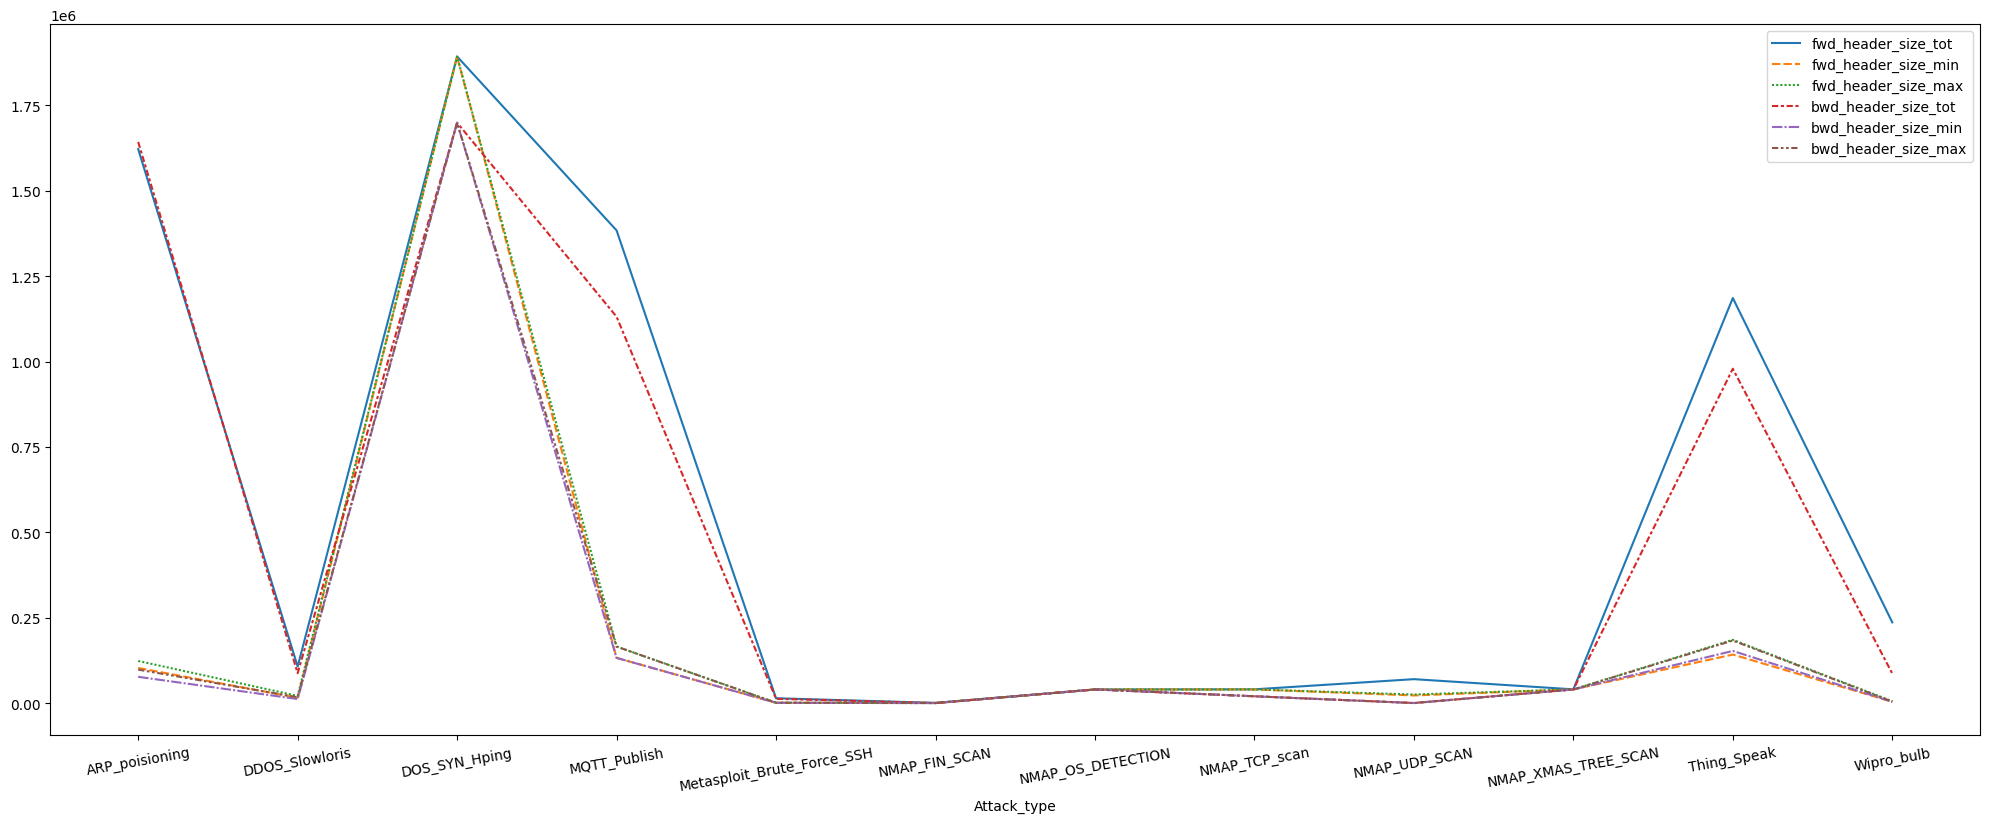 1e6
1.75
1.50
1.25
1.00
0.75
0.50
0.25
0.00
fwd_header_size_tot
fwd_header_size_min
fwd_header_size_max
bwd_header_size_tot
bwd_header_size_min
bwd_header_size_max
ARP_poisioning
DDOS_Slowloris
DOS_SYN_Hping
MQTT_Publish
Metasploit_Brute_Force_SSH
NMAP_FIN_SCAN
NMAP_OS_DETECTION
NMAP_TCP_scan
NMAP_UDP_SCAN
NMAP_XMAS_TREE_SCAN
Thing_Speak
Wipro_bulb
Attack_type